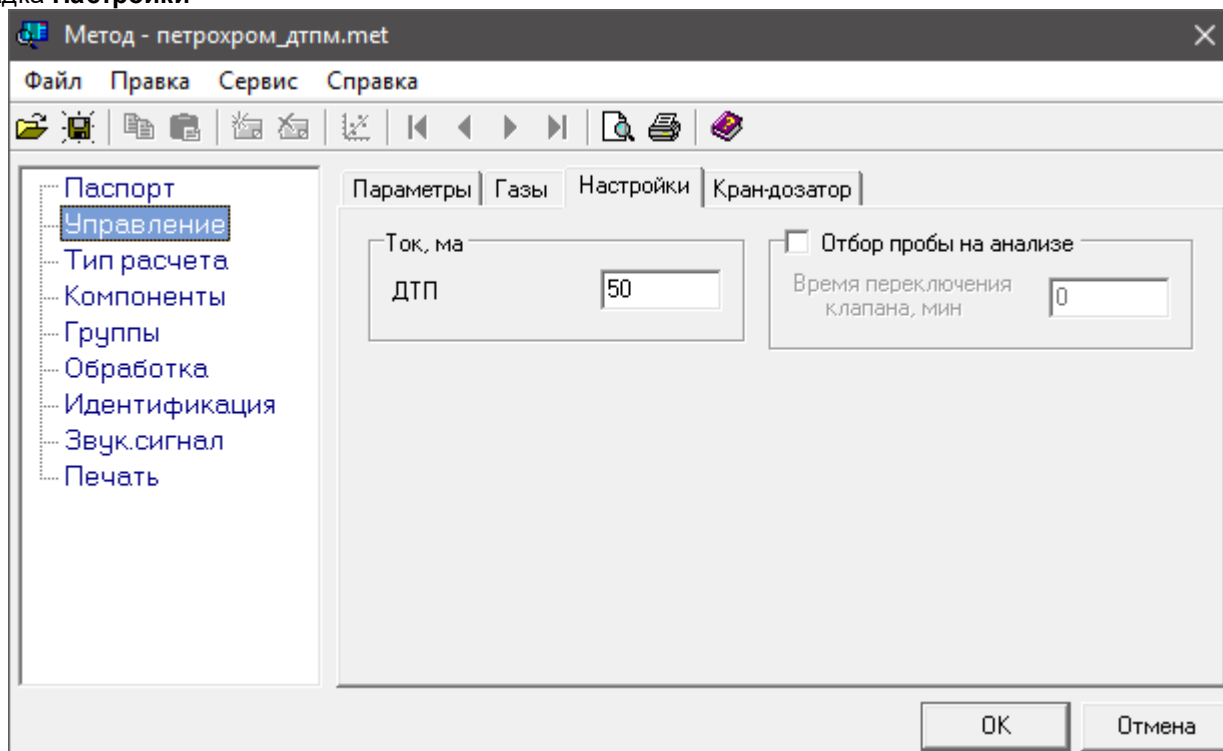 дка Настройки
Метод - петрохром_дтпм.met
Файл Правка Сервис Справка
Паспорт
Управление
Тип расчета
Компоненты
Группы
Обработка
Идентификация
Звук.сигнал
Печать
Параметры Газы Настройки Кран-дозатор
Ток, ма
ДТП 50
Отбор пробы на анализе
Время переключения
клапана, мин
0
OK Отмена